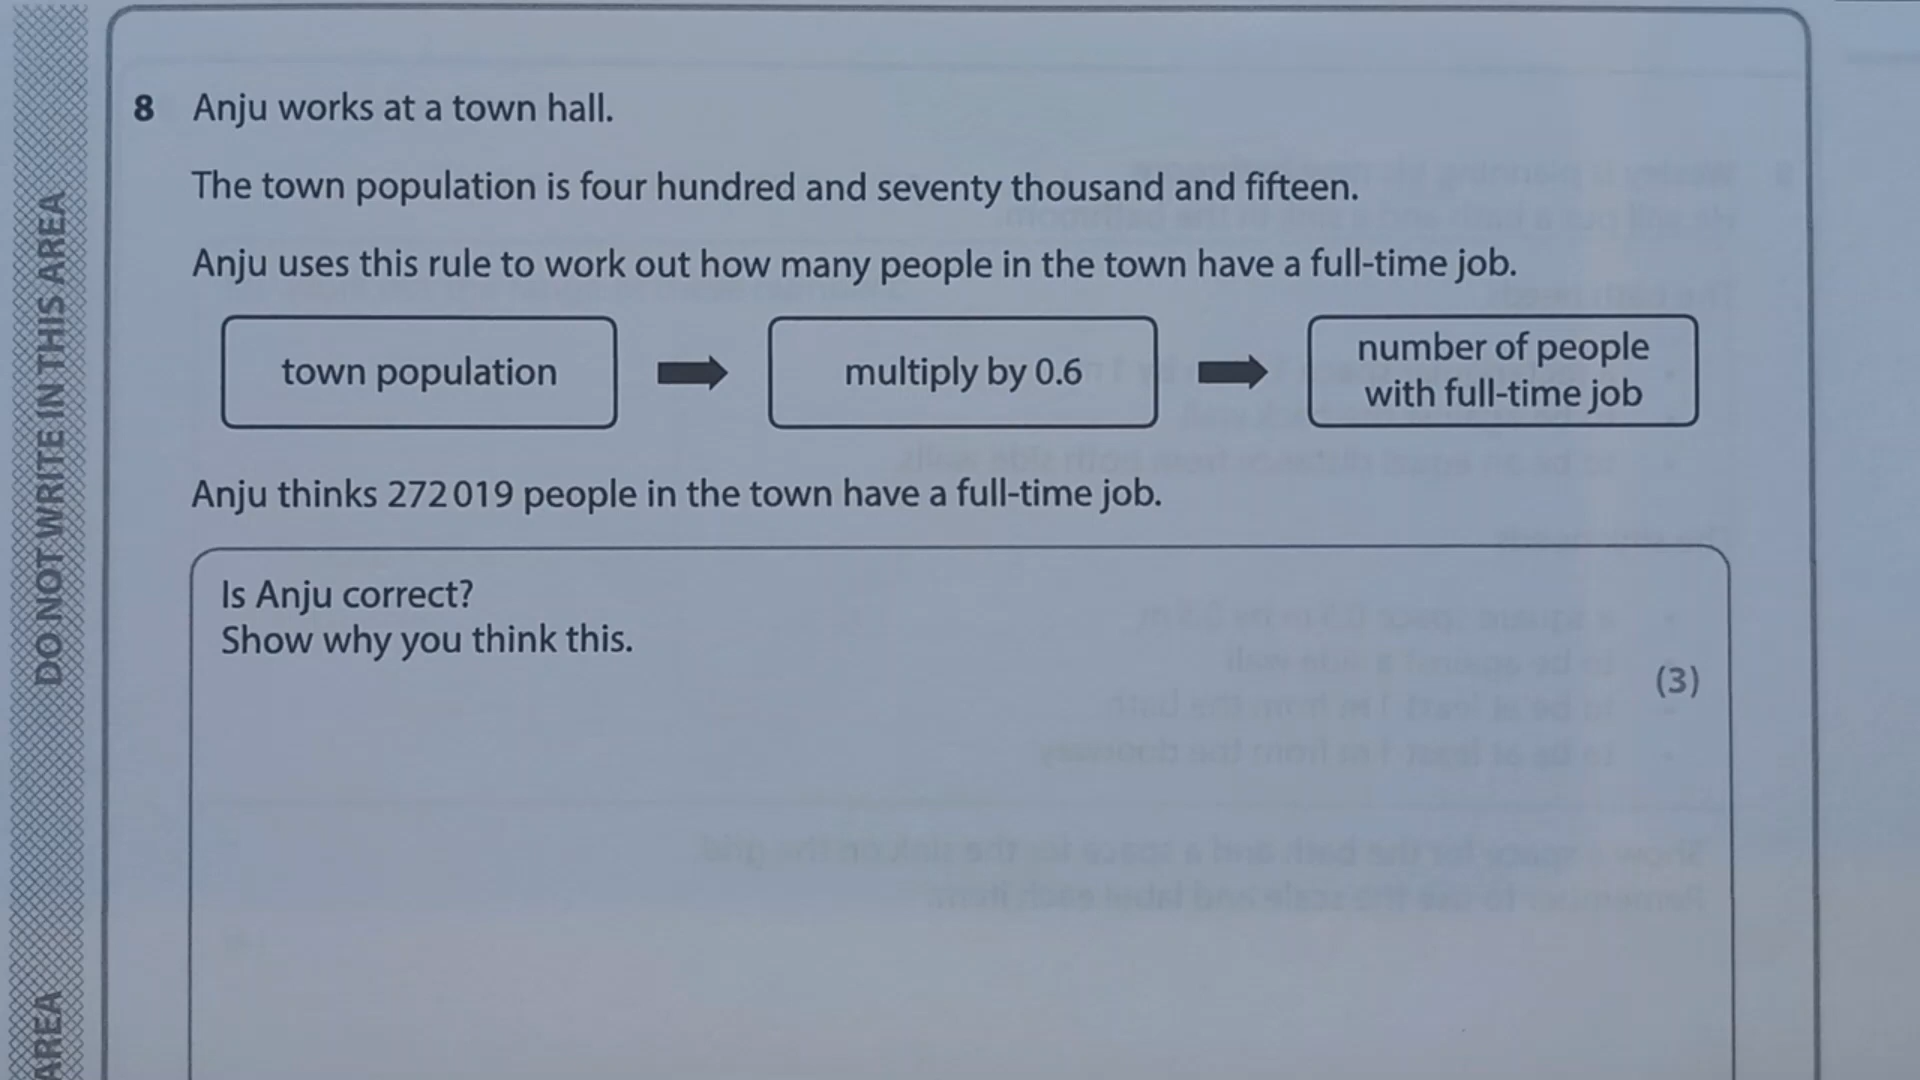 8 Anju works at a town hall.
The town population is four hundred and seventy thousand and fifteen.
Anju uses this rule to work out how many people in the town have a full-time job.
town population
multiply by 0.6
number of people
with full-time job
Anju thinks 272 019 people in the town have a full-time job.
Is Anju correct?
Show why you think this.
(3)
DO NOT WRITE IN THIS AREA
AREA